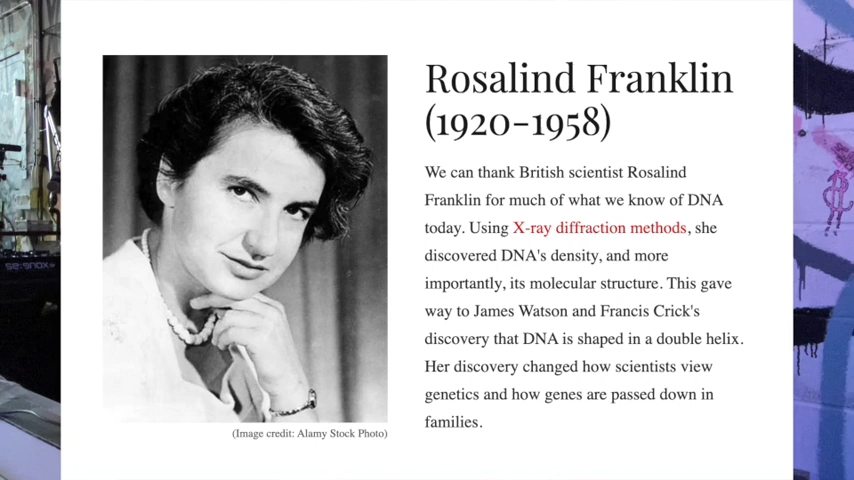 Rosalind Franklin
(1920-1958)
We can thank British scientist Rosalind
Franklin for much of what we know of DNA
today. Using X-ray diffraction methods, she
discovered DNA's density, and more
importantly, its molecular structure. This gave
way to James Watson and Francis Crick's
discovery that DNA is shaped in a double helix.
Her discovery changed how scientists view
genetics and how genes are passed down in
families.
(Image credit: Alamy Stock Photo)